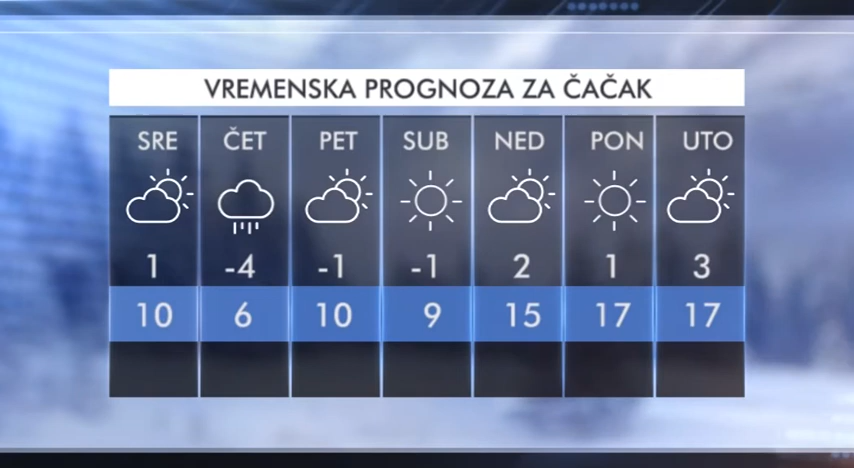 VREMENSKA PROGNOZA ZA ČAČAK
SRE ČET PET SUB NED PON UTO
1 -4 -1 -1 2 1 3
10 6 10 9 15 17 17